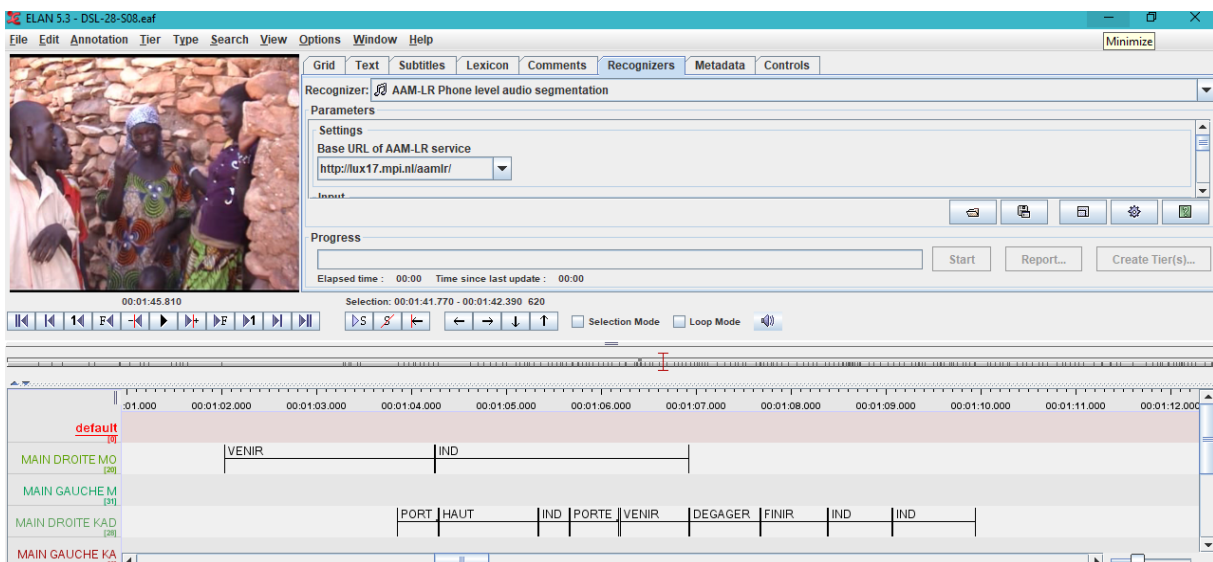 ELAN 5.3 - DSL-28-S08.eaf
File Edit Annotation Tier Type Search View Options Window Help
Minimize
Grid Text Subtitles Lexicon Comments Recognizers Metadata Controls
Recognizer: AAM-LR Phone level audio segmentation
Parameters
Settings
Base URL of AAM-LR service
http://lux17.mpi.nl/aamlr/
Input
Progress
Start Report... Create Tier(s)...
Elapsed time : 00:00 Time since last update : 00:00
00:01:45.810 Selection: 00:01:41.770 - 00:01:42.390 620
Selection Mode Loop Mode
:01.000 00:01:02.000 00:01:03.000 00:01:04.000 00:01:05.000 00:01:06.000 00:01:07.000 00:01:08.000 00:01:09.000 00:01:10.000 00:01:11.000 00:01:12.000
default
[0]
MAIN DROITE MO VENIR IND
[20]
MAIN GAUCHE M
[31]
MAIN DROITE KAD PORT HAUT IND PORTE VENIR DEGAGER FINIR IND IND
[28]
MAIN GAUCHE KA